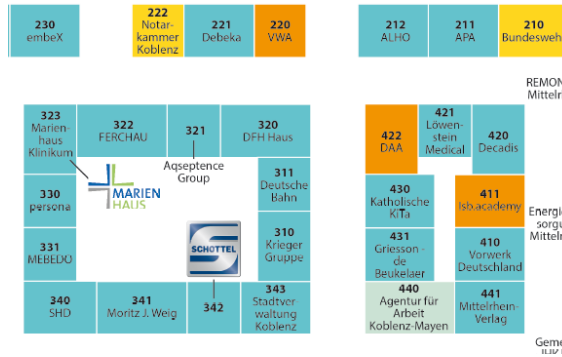 230
embeX
222
Notar-
kammer
Koblenz
221
Debeka
220
VWA
212
ALHO
211
APA
210
Bundesweh
REMON
Mittelr
323
Marien-
haus
Klinikum
322
FERCHAU
321
320
DFH Haus
Aqseptence
Group
MARIEN
HAUS
330
persona
331
MEBEDO
311
Deutsche
Bahn
310
Krieger
Gruppe
SCHOTTEL
340
SHD
341
Moritz J. Weig
342
343
Stadtver-
waltung
Koblenz
422
DAA
421
Löwen-
stein
Medical
420
Decadis
430
Katholische
KiTa
411
lsb.academy
431
Griesson -
de
Beukelaer
410
Vorwerk
Deutschland
440
Agentur für
Arbeit
Koblenz-Mayen
441
Mittelrhein-
Verlag
Energie
sorgu
Mittelr
Geme